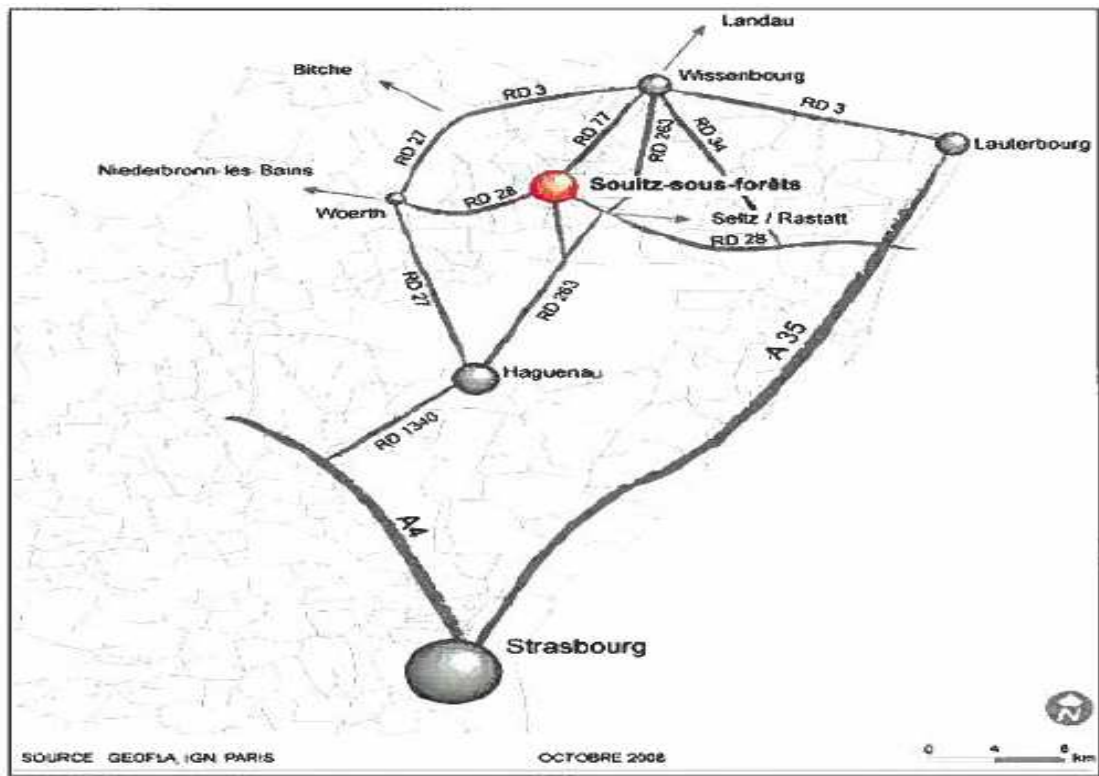 Landau
Bitche
Wissenbourg
RD 3
RD 3
RD 27
RD 77
RD 263
RD 34
Lauterbourg
Niederbronn-les-Bains
Soultz-sous-forêts
RD 28
Woerth
Seltz / Rastatt
RD 28
RD 27
RD 263
A 35
Haguenau
RD 1340
A4
Strasbourg
N
SOURCE GEOFLA, IGN, PARIS
OCTOBRE 2008
0 4 8 km